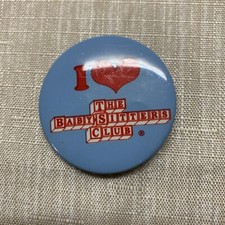 I
THE
BABY-SITTERS
CLUB ®